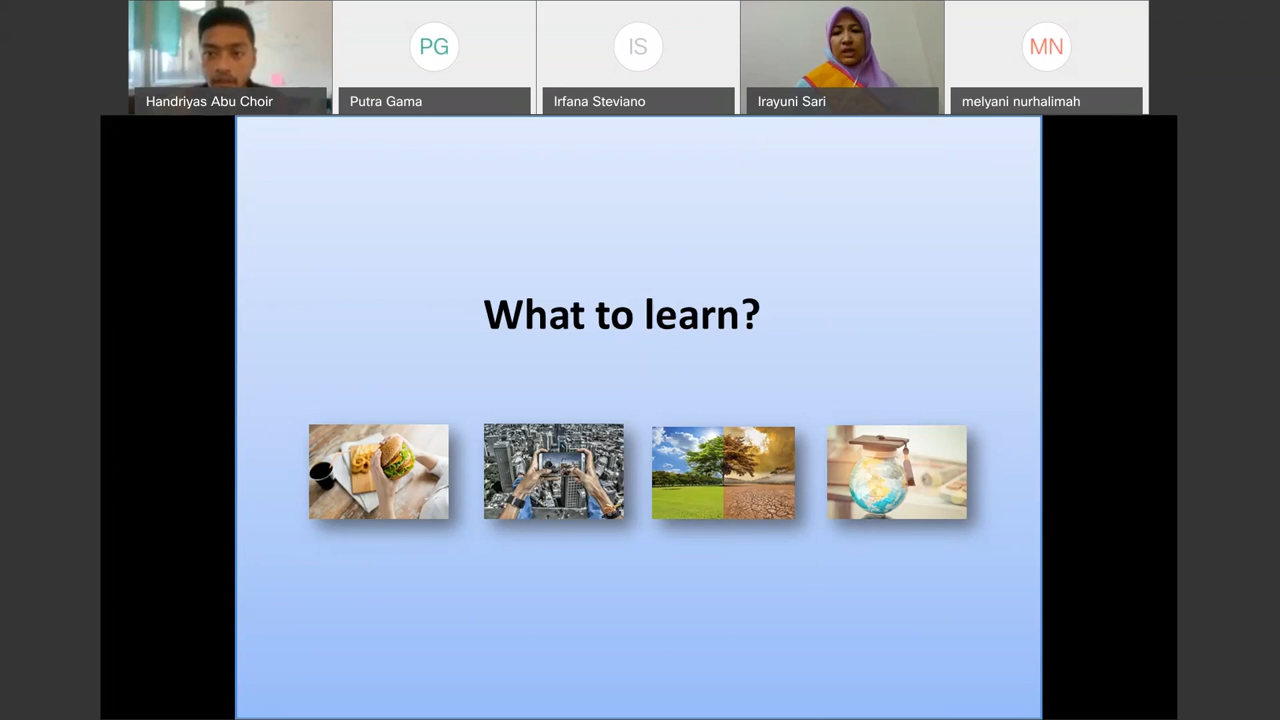 PG
IS
MN
Handriyas Abu Choir
Putra Gama
Irfana Steviano
Irayuni Sari
melyani nurhalimah
What to learn?